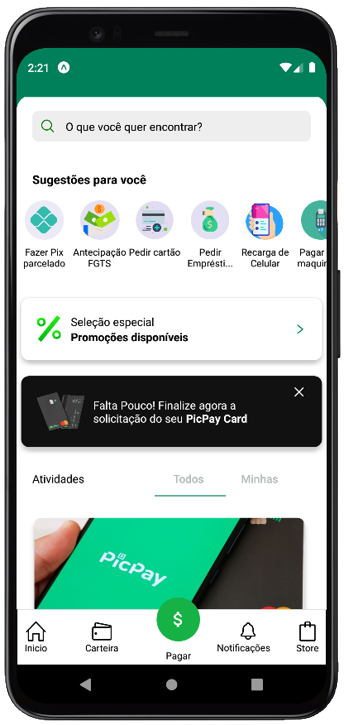 2:21
O que você quer encontrar?
Sugestões para você
Fazer Pix
parcelado
Antecipação
FGTS
Pedir cartão
Pedir
Emprésti...
Recarga de
Celular
Pagar
maquin
Seleção especial
Promoções disponíveis
Falta Pouco! Finalize agora a
solicitação do seu PicPay Card
Atividades
Todos
Minhas
PicPay
$
Inicio
Carteira
Pagar
Notificações
Store